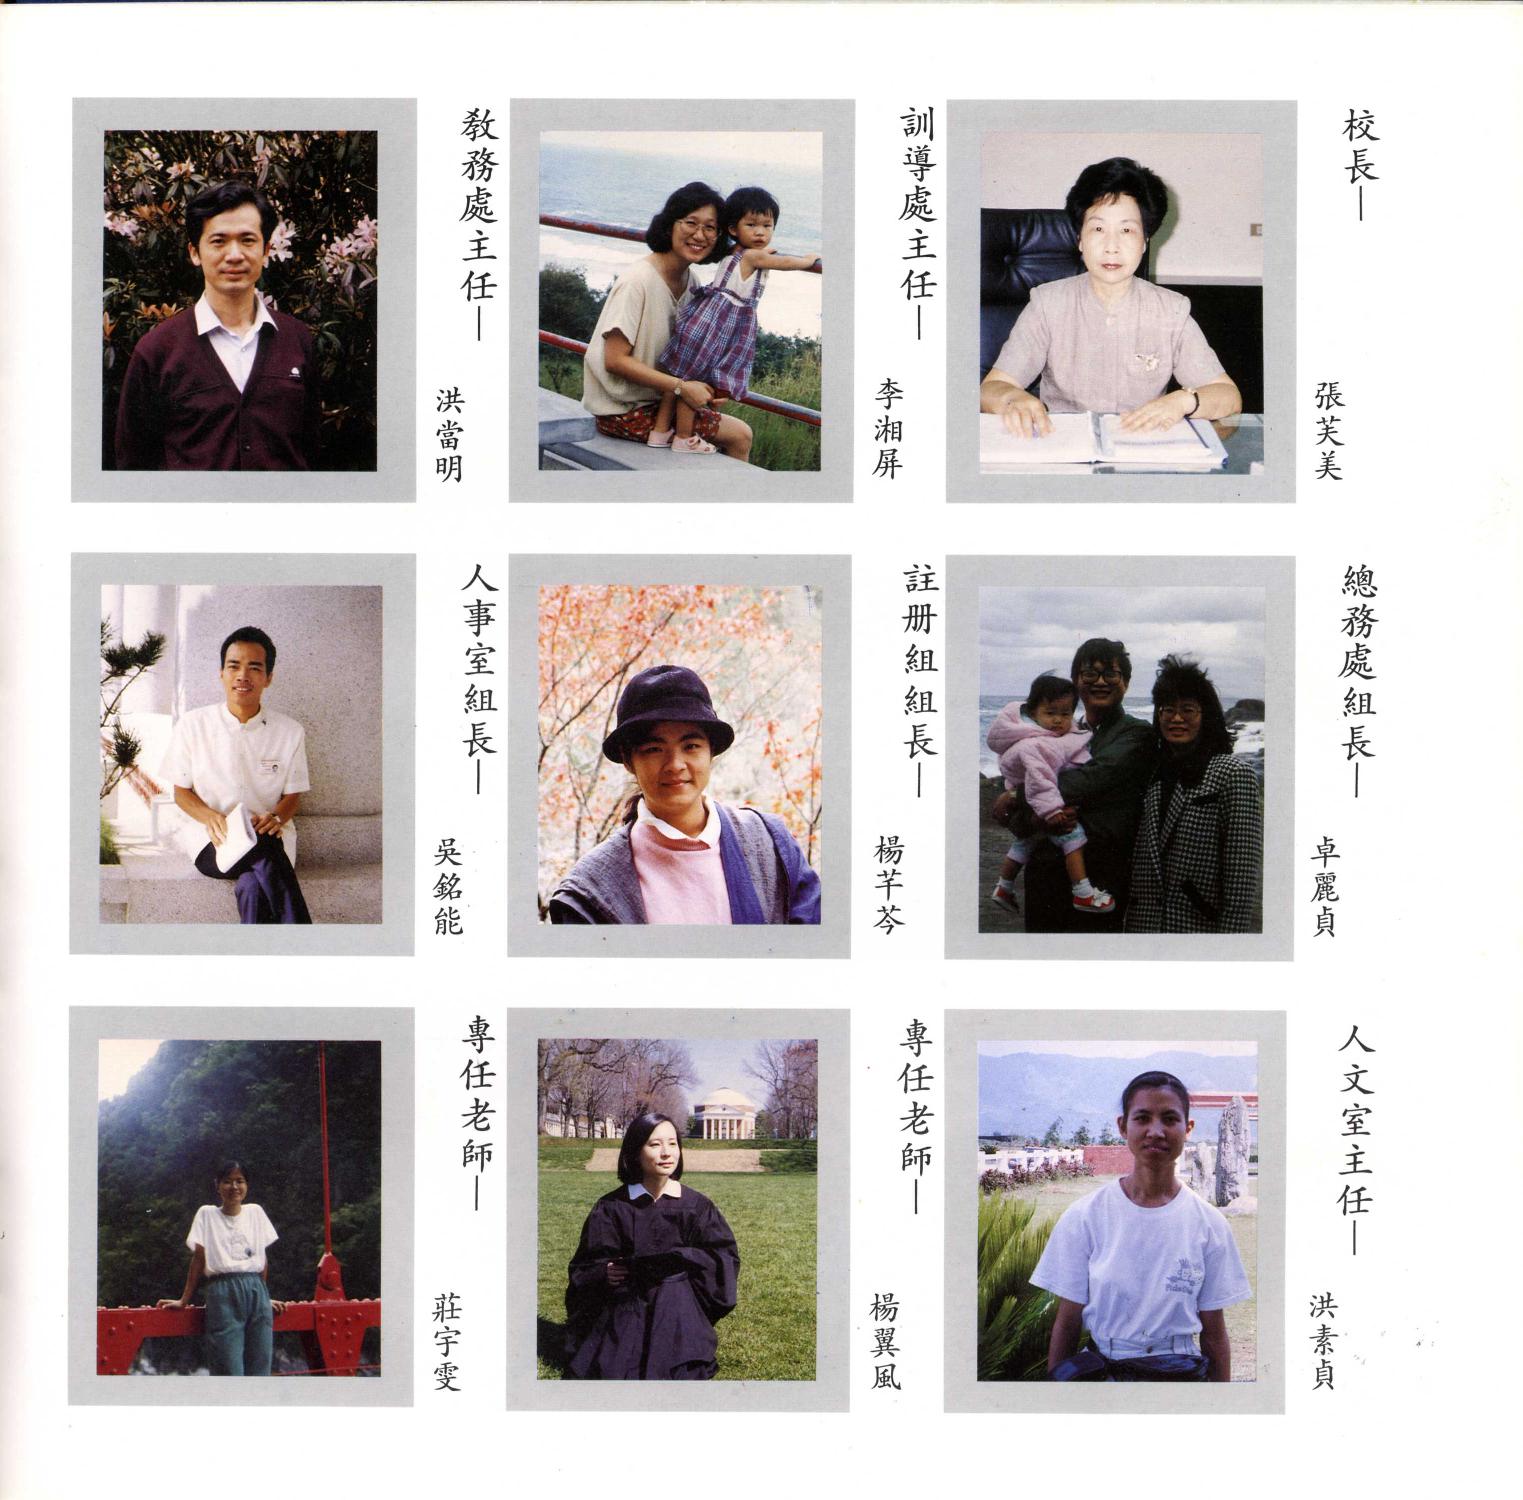 校長—
張芙美
訓導處主任—
李湘屏
教務處主任—
洪當明
總務處組長—
卓麗貞
註册組組長—
楊芊芩
人事室組長—
吳銘能
人文室主任—
洪素貞
專任老師—
楊翼風
專任老師—
莊宇雯